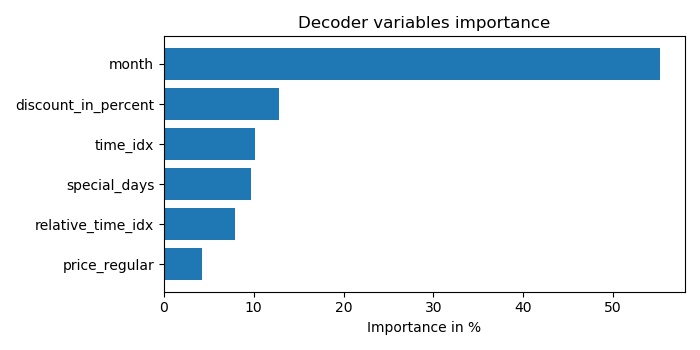 Decoder variables importance
month
discount_in_percent
time_idx
special_days
relative_time_idx
price_regular
0 10 20 30 40 50
Importance in %